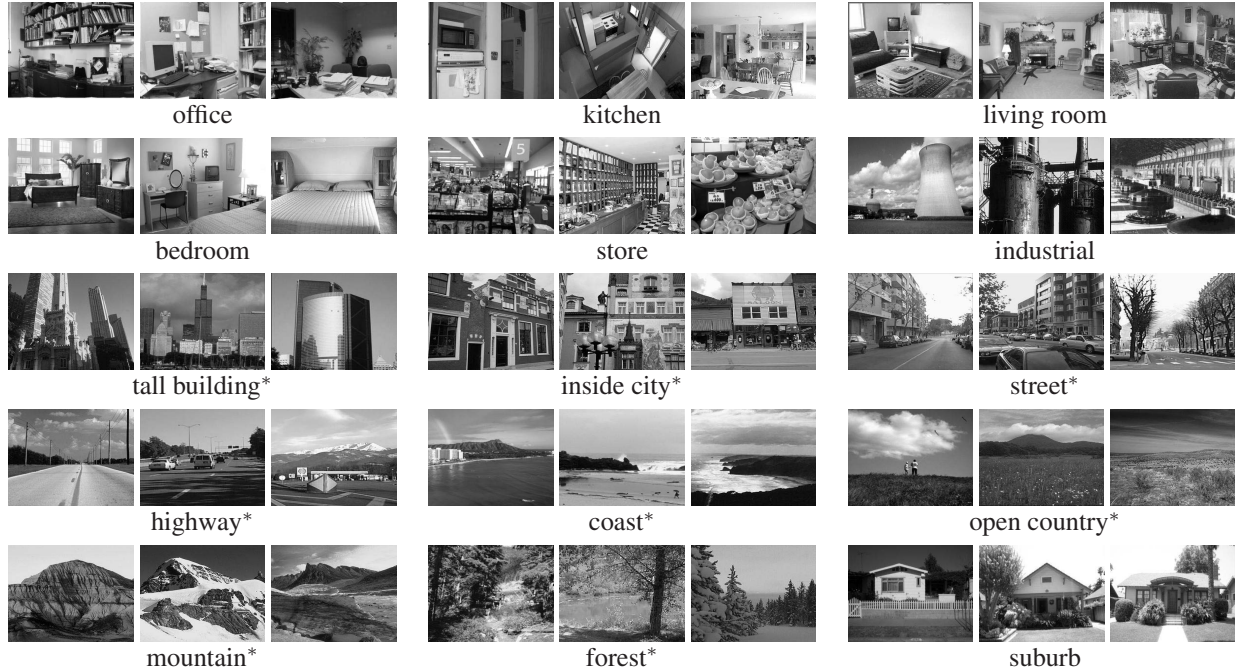 office kitchen living room
5
bedroom store industrial
tall building* inside city* street*
highway* coast* open country*
mountain* forest* suburb